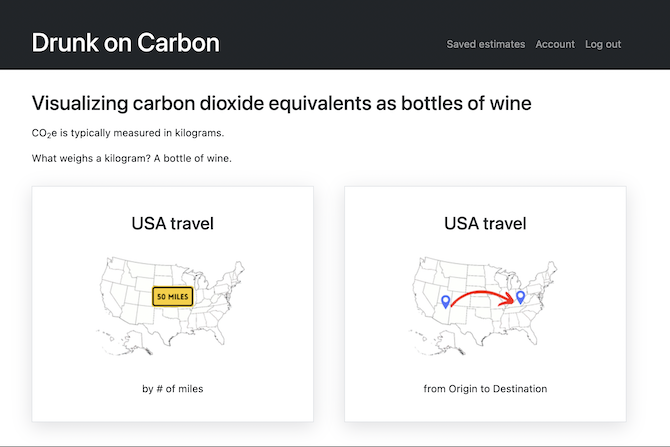 Drunk on Carbon
Saved estimates Account Log out
Visualizing carbon dioxide equivalents as bottles of wine
CO₂e is typically measured in kilograms.
What weighs a kilogram? A bottle of wine.
USA travel
50 MILES
by # of miles
USA travel
from Origin to Destination